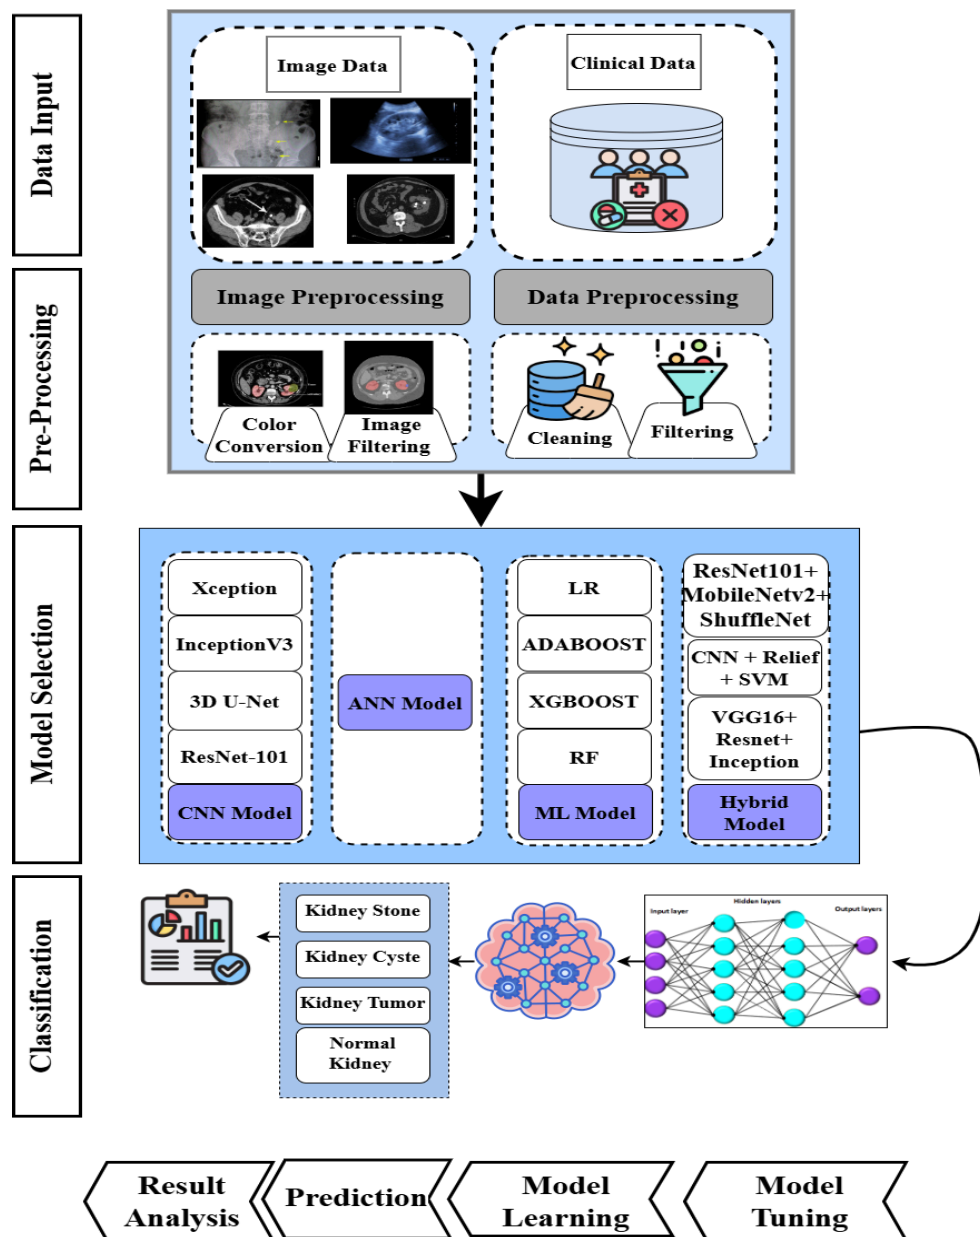 Data Input
Image Data
Clinical Data
Pre-Processing
Image Preprocessing
Data Preprocessing
Color
Conversion
Image
Filtering
Cleaning
Filtering
Model Selection
Xception
InceptionV3
3D U-Net
ResNet-101
CNN Model
ANN Model
LR
ADABOOST
XGBOOST
RF
ML Model
ResNet101+
MobileNetv2+
ShuffleNet
CNN + Relief
+ SVM
VGG16+
Resnet+
Inception
Hybrid
Model
Classification
Kidney Stone
Kidney Cyste
Kidney Tumor
Normal
Kidney
Input layer
Hidden layers
Output layers
Result
Analysis
Prediction
Model
Learning
Model
Tuning